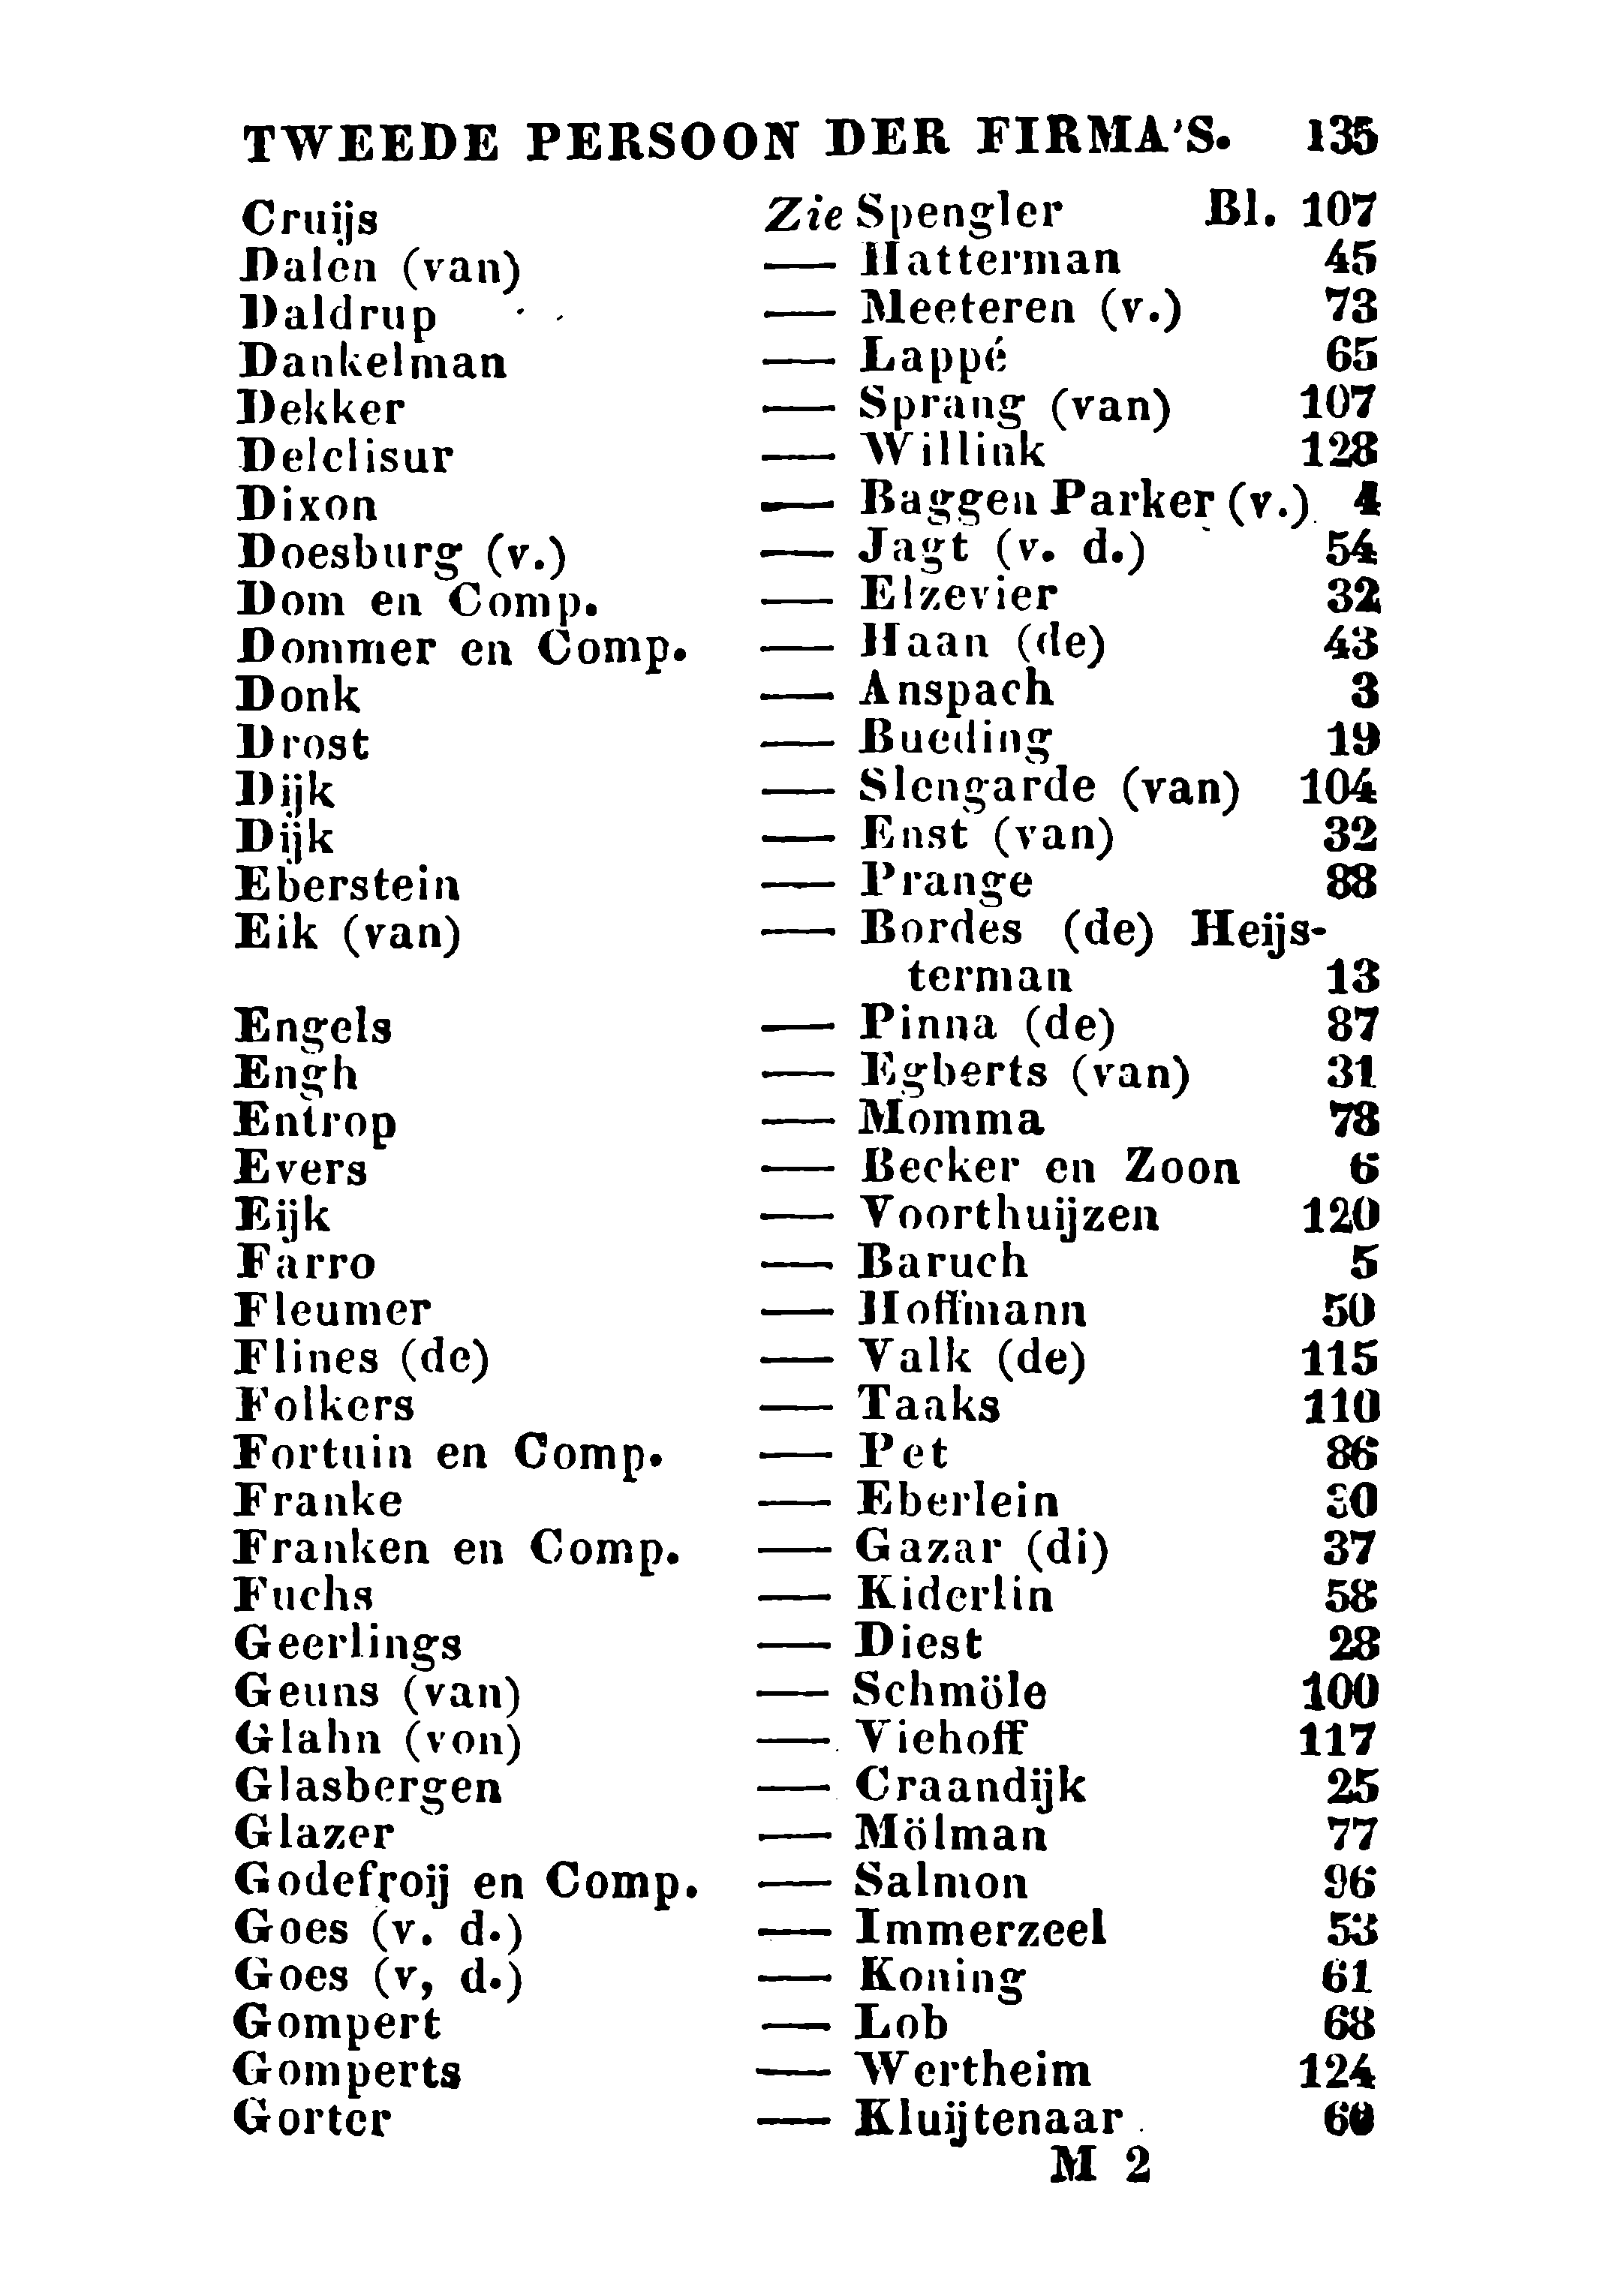 TWEEDE PERSOON DER FIRMA'S. 135
Cruijs Zie Spengler Bl. 107
Dalen (van) — Hatterman 45
Daldrup — Meeteren (v.) 73
Dankelman — Lappé 65
Dekker — Sprang (van) 107
Delclisur — Willink 128
Dixon — Baggen Parker (v.) 4
Doesburg (v.) — Jagt (v. d.) 54
Dom en Comp. — Elzevier 32
Dommer en Comp. — Haan (de) 43
Donk — Anspach 3
Drost — Bueding 19
Dijk — Slengarde (van) 104
Dijk — Enst (van) 32
Eberstein — Prange 88
Eik (van) — Bordes (de) Heijs-
terman 13
Engels — Pinna (de) 87
Engh — Egberts (van) 31
Entrop — Momma 78
Evers — Becker en Zoon 6
Eijk — Voorthuijzen 120
Farro — Baruch 5
Fleumer — Hoffmann 50
Flines (de) — Valk (de) 115
Folkers — Taaks 110
Fortuin en Comp. — Pet 86
Franke — Eberlein 30
Franken en Comp. — Gazar (di) 37
Fuchs — Kiderlin 58
Geerlings — Diest 28
Geuns (van) — Schmöle 100
Glahn (von) — Viehoff 117
Glasbergen — Craandijk 25
Glazer — Mölman 77
Godefroij en Comp. — Salmon 96
Goes (v. d.) — Immerzeel 53
Goes (v, d.) — Koning 61
Gompert — Lob 68
Gomperts — Wertheim 124
Gorter — Kluijtenaar 60
M 2